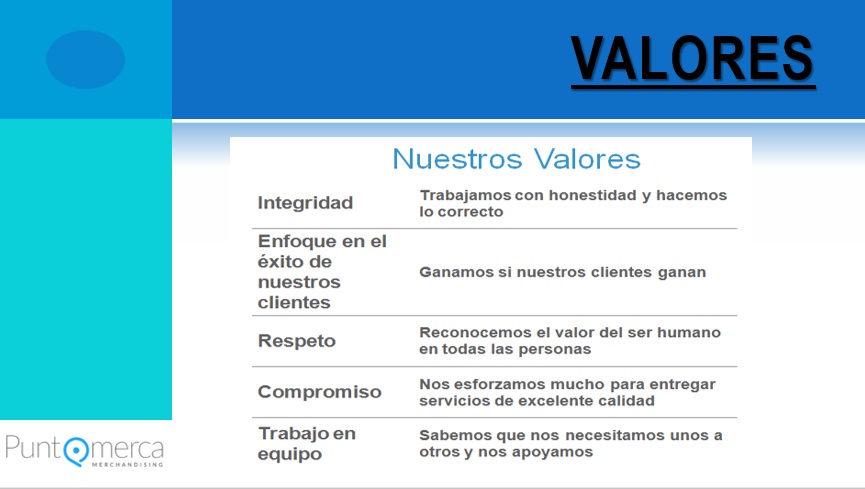 VALORES
Nuestros Valores
Integridad
Trabajamos con honestidad y hacemos
lo correcto
Enfoque en el
éxito de
nuestros
clientes
Ganamos si nuestros clientes ganan
Respeto
Reconocemos el valor del ser humano
en todas las personas
Compromiso
Nos esforzamos mucho para entregar
servicios de excelente calidad
Trabajo en
equipo
Sabemos que nos necesitamos unos a
otros y nos apoyamos
Puntomerca
MERCHANDISING